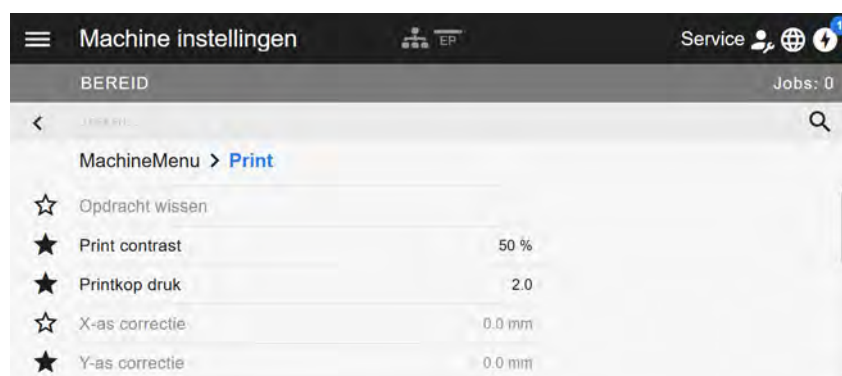 Machine instellingen EP Service 1
BEREID Jobs: 0
MachineMenu > Print
Opdracht wissen
Print contrast 50 %
Printkop druk 2.0
X-as correctie 0.0 mm
Y-as correctie 0.0 mm